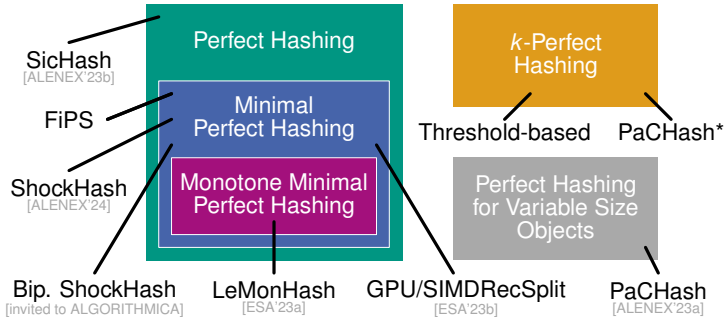 Perfect Hashing
SicHash
[ALENEX'23b]
FiPS
Minimal
Perfect Hashing
ShockHash
[ALENEX'24]
Monotone Minimal
Perfect Hashing
Bip. ShockHash
[invited to ALGORITHMICA]
LeMonHash
[ESA'23a]
GPU/SIMDRecSplit
[ESA'23b]
k-Perfect
Hashing
Threshold-based
PaCHash*
Perfect Hashing
for Variable Size
Objects
PaCHash
[ALENEX'23a]